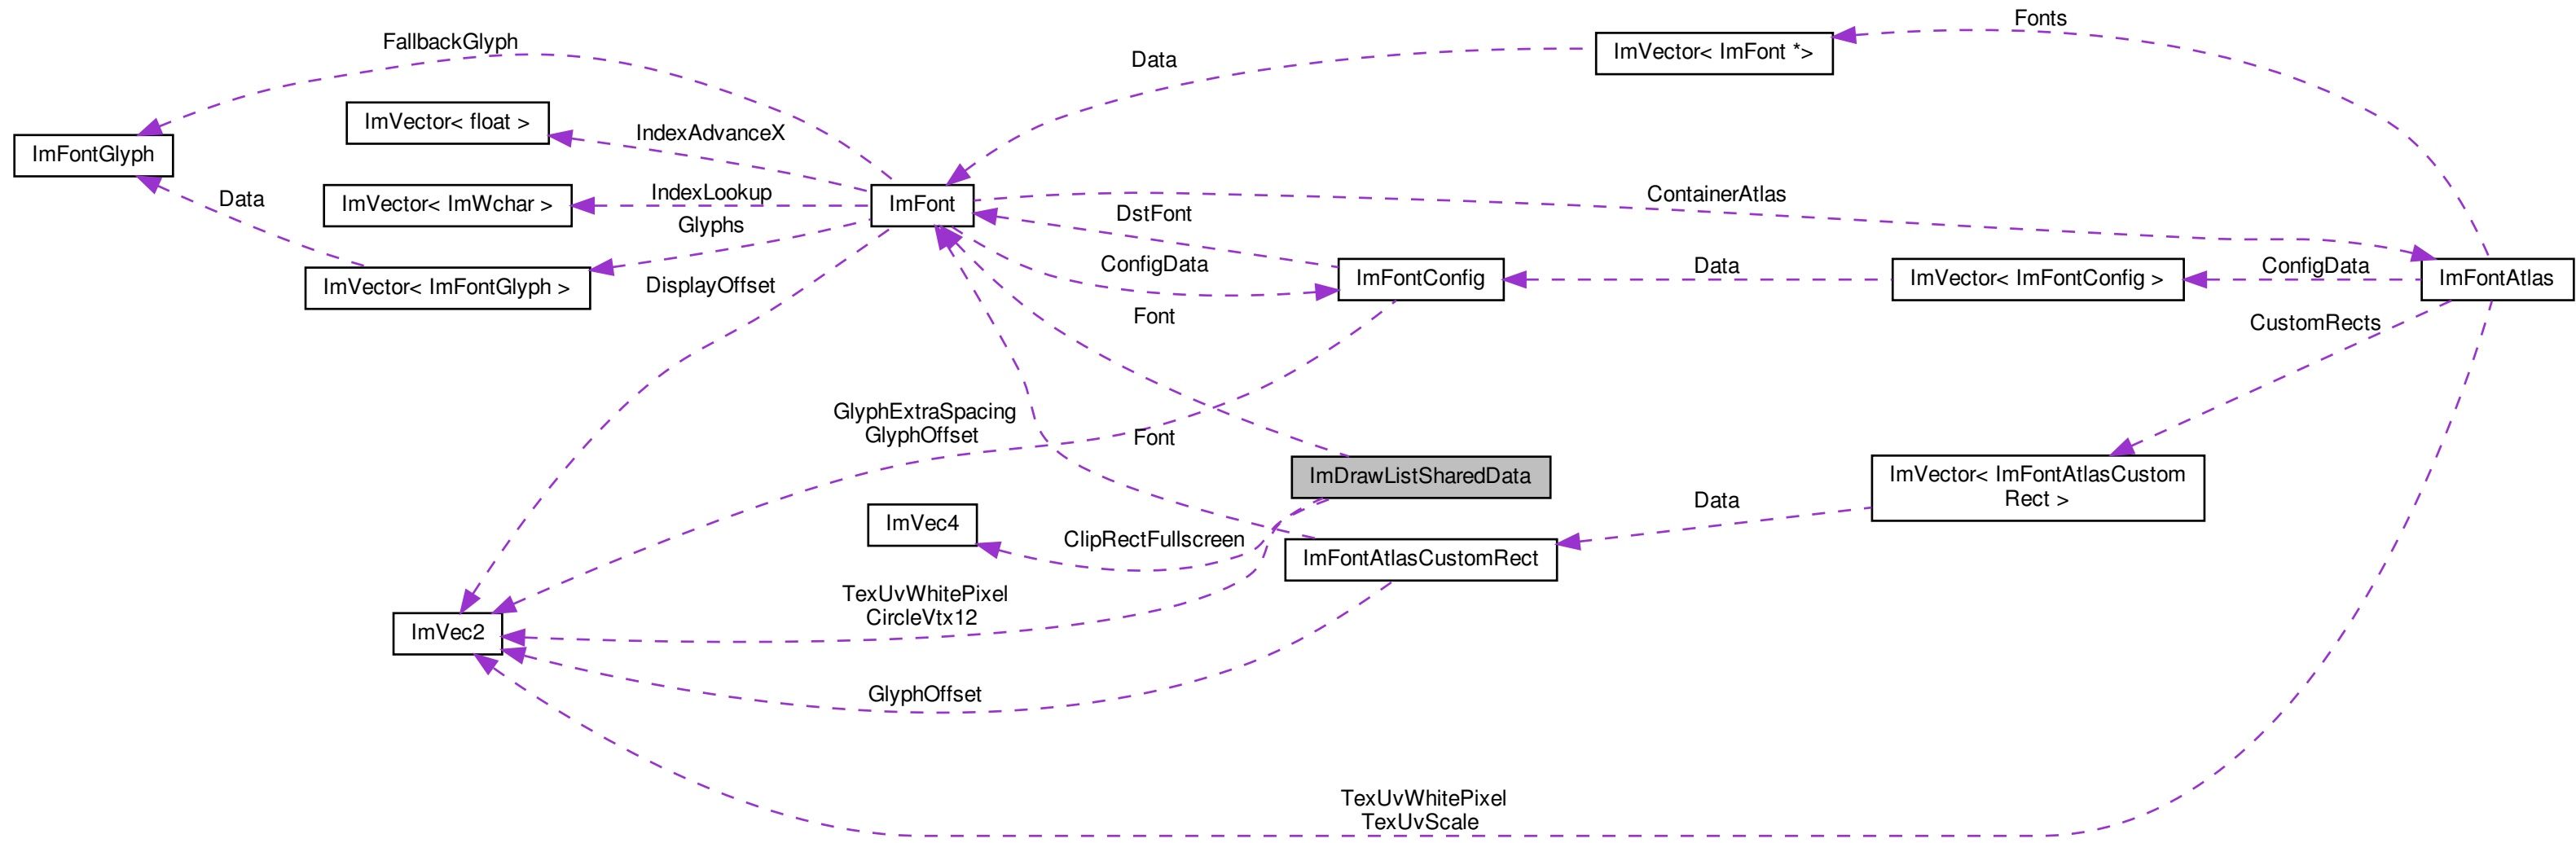 Fonts
FallbackGlyph
ImVector< ImFont *>
Data
ImVector< float >
IndexAdvanceX
ImFontGlyph
IndexLookup
ContainerAtlas
Data
ImVector< ImWchar >
ImFont
DstFont
Glyphs
ConfigData
Data
ConfigData
ImVector< ImFontGlyph >
DisplayOffset
ImFontConfig
ImVector< ImFontConfig >
ImFontAtlas
Font
CustomRects
GlyphExtraSpacing
GlyphOffset
Font
ImDrawListSharedData
ImVector< ImFontAtlasCustom
Rect >
Data
ImVec4
ClipRectFullscreen
ImFontAtlasCustomRect
TexUvWhitePixel
CircleVtx12
ImVec2
GlyphOffset
TexUvWhitePixel
TexUvScale